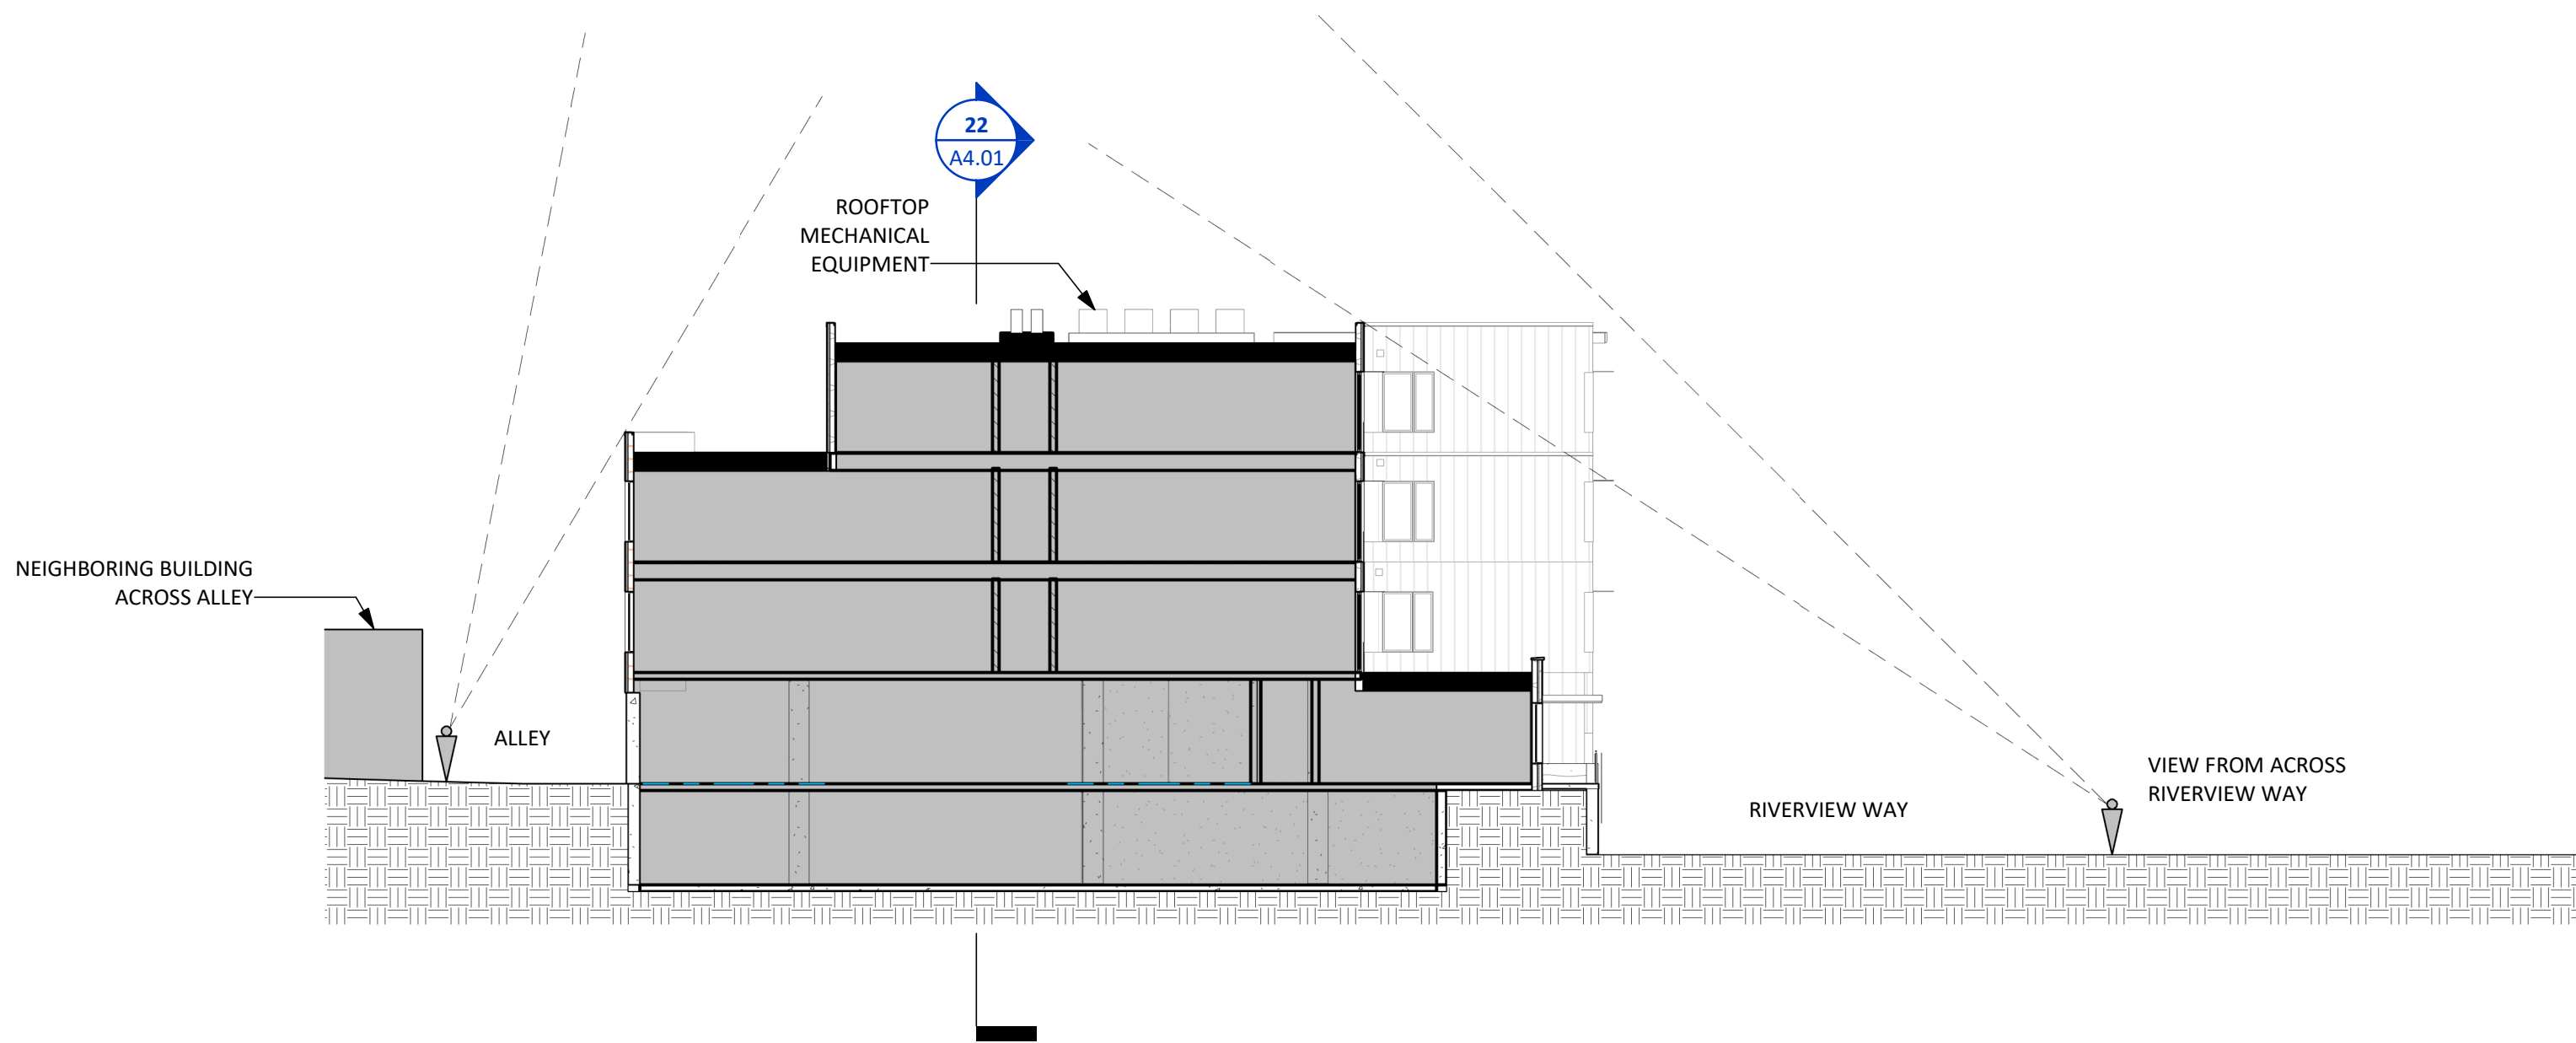 22
A4.01
ROOFTOP
MECHANICAL
EQUIPMENT
NEIGHBORING BUILDING
ACROSS ALLEY
ALLEY
VIEW FROM ACROSS
RIVERVIEW WAY
RIVERVIEW WAY